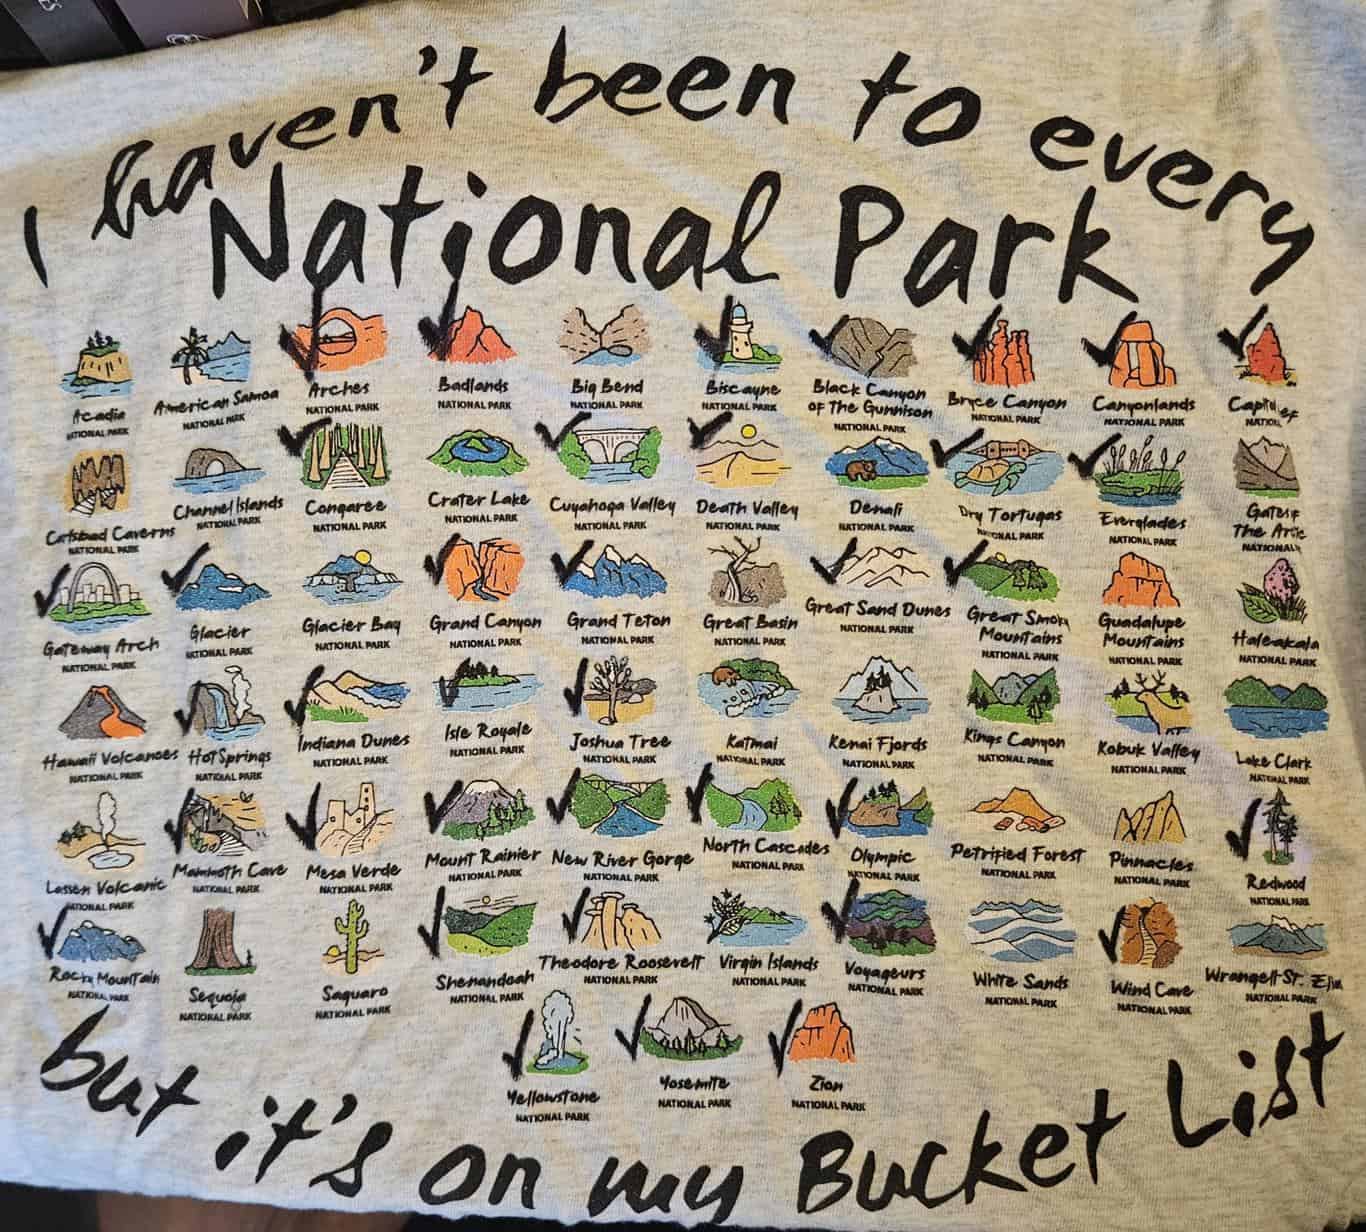 I haven't been to every
National Park
Acadia
NATIONAL PARK
American Samoa
NATIONAL PARK
Arches
NATIONAL PARK
Badlands
NATIONAL PARK
Big Bend
NATIONAL PARK
Biscayne
NATIONAL PARK
Black Canyon
of The Gunnison
NATIONAL PARK
Bryce Canyon
NATIONAL PARK
Canyonlands
NATIONAL PARK
Carlsbad Caverns
NATIONAL PARK
Channel Islands
NATIONAL PARK
Congaree
NATIONAL PARK
Crater Lake
NATIONAL PARK
Cuyahoga Valley
NATIONAL PARK
Death Valley
NATIONAL PARK
Denali
NATIONAL PARK
Dry Tortugas
NATIONAL PARK
Everglades
NATIONAL PARK
The
NATIONAL
Gateway Arch
NATIONAL PARK
Glacier
NATIONAL PARK
Glacier Bay
NATIONAL PARK
Grand Canyon
NATIONAL PARK
Grand Teton
NATIONAL PARK
Great Basin
NATIONAL PARK
Great Sand Dunes
NATIONAL PARK
Great Smoky
Mountains
NATIONAL PARK
Guadalupe
Mountains
NATIONAL PARK
Haleakala
NATIONAL PARK
Hawaii Volcanoes
NATIONAL PARK
Hot Springs
NATIONAL PARK
Indiana Dunes
NATIONAL PARK
Isle Royale
NATIONAL PARK
Joshua Tree
NATIONAL PARK
Katmai
NATIONAL PARK
Kenai Fjords
NATIONAL PARK
Kings Canyon
NATIONAL PARK
Kobuk Valley
NATIONAL PARK
Lake Clark
NATIONAL PARK
Lassen Volcanic
NATIONAL PARK
Mammoth Cave
NATIONAL PARK
Mesa Verde
NATIONAL PARK
Mount Rainier
NATIONAL PARK
New River Gorge
NATIONAL PARK
North Cascades
NATIONAL PARK
Olympic
NATIONAL PARK
Petrified Forest
NATIONAL PARK
Pinnacles
NATIONAL PARK
Redwood
NATIONAL PARK
Rocky Mountain
NATIONAL PARK
Sequoia
NATIONAL PARK
Saguaro
NATIONAL PARK
Shenandoah
NATIONAL PARK
Theodore Roosevelt
NATIONAL PARK
Virgin Islands
NATIONAL PARK
Voyageurs
NATIONAL PARK
White Sands
NATIONAL PARK
Wind Cave
NATIONAL PARK
Wrangell St. Elias
NATIONAL PARK
Yellowstone
NATIONAL PARK
Yosemite
NATIONAL PARK
Zion
NATIONAL PARK
but it's on my Bucket List